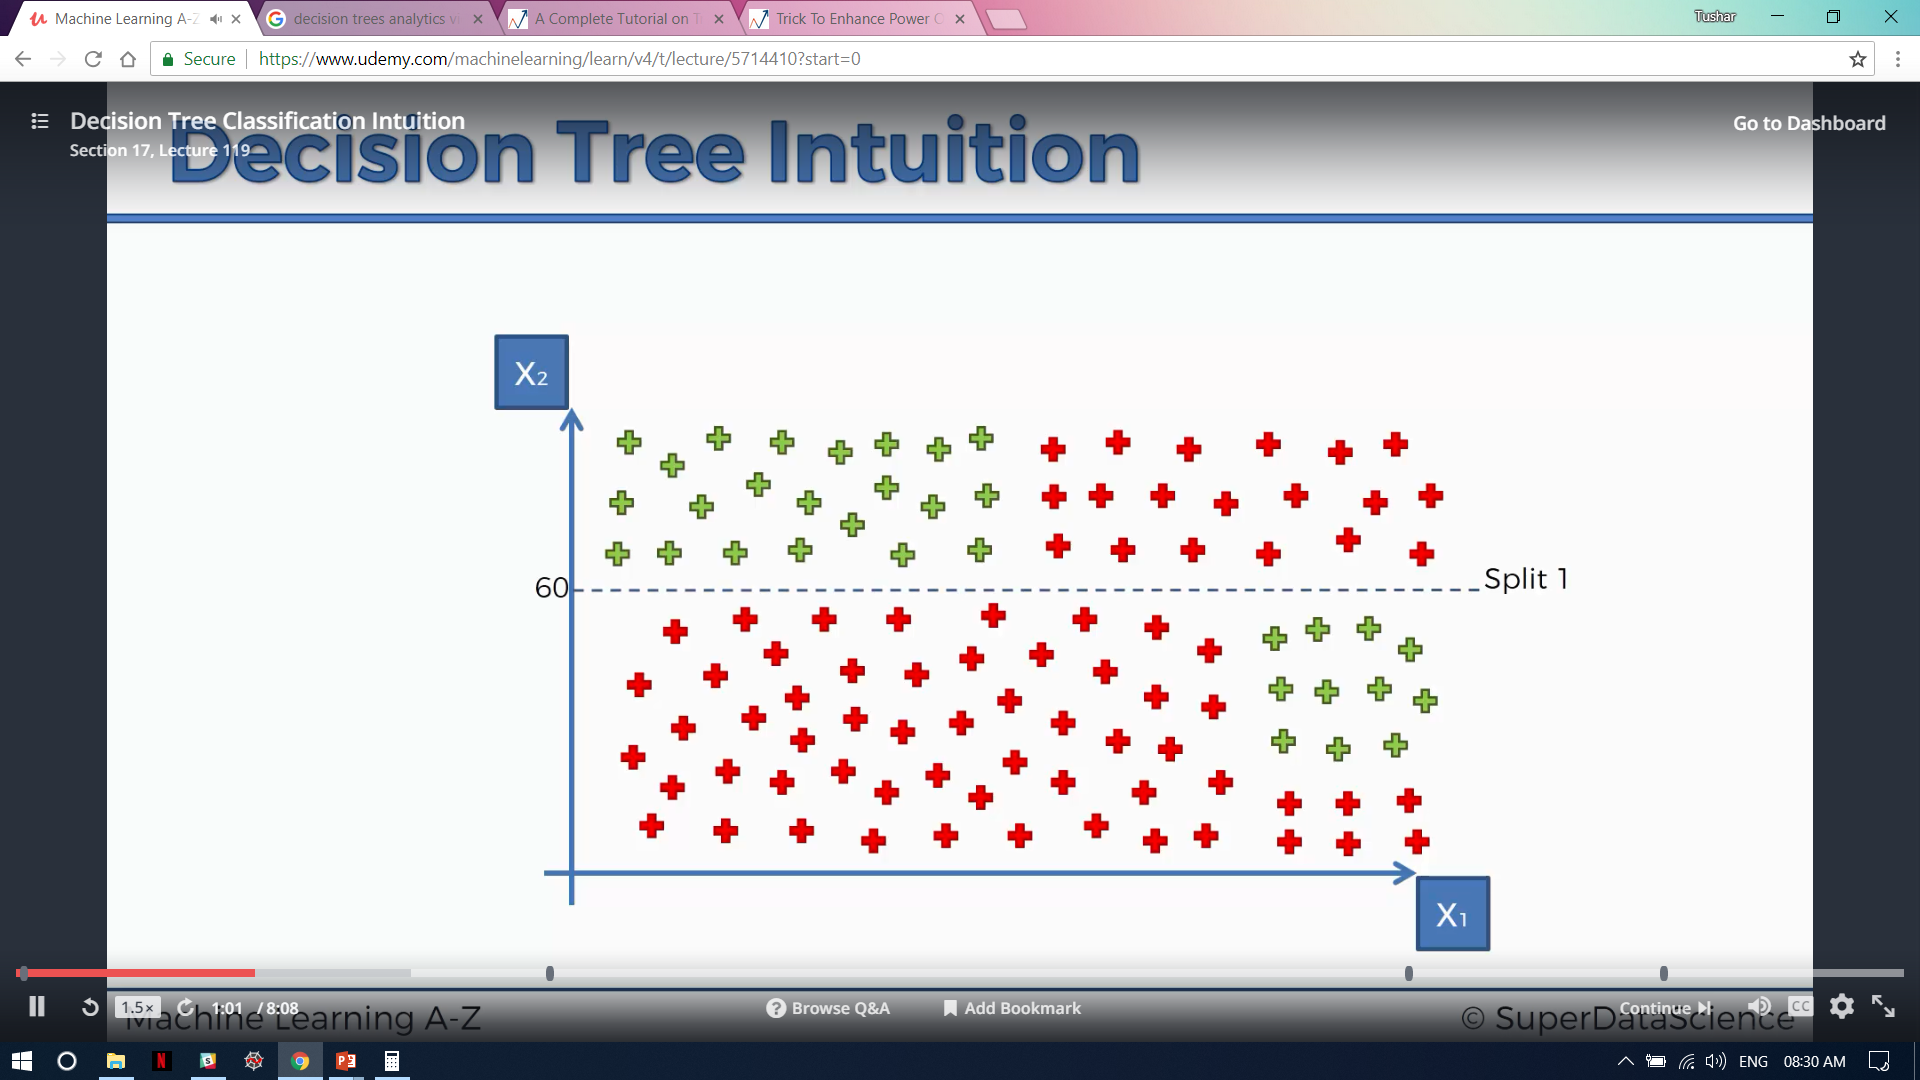 Machine Learning A-Z
decision trees analytics vi
A Complete Tutorial on T
Trick To Enhance Power O
Tushar
Secure
https://www.udemy.com/machinelearning/learn/v4/t/lecture/5714410?start=0
Decision Tree Classification Intuition
Go to Dashboard
Section 17, Lecture 119
Decision Tree Intuition
X2
60
Split 1
X1
1.5×
1:01 / 8:08
Browse Q&A
Add Bookmark
Continue
CC
Machine Learning A-Z
© SuperDataScience
ENG
08:30 AM